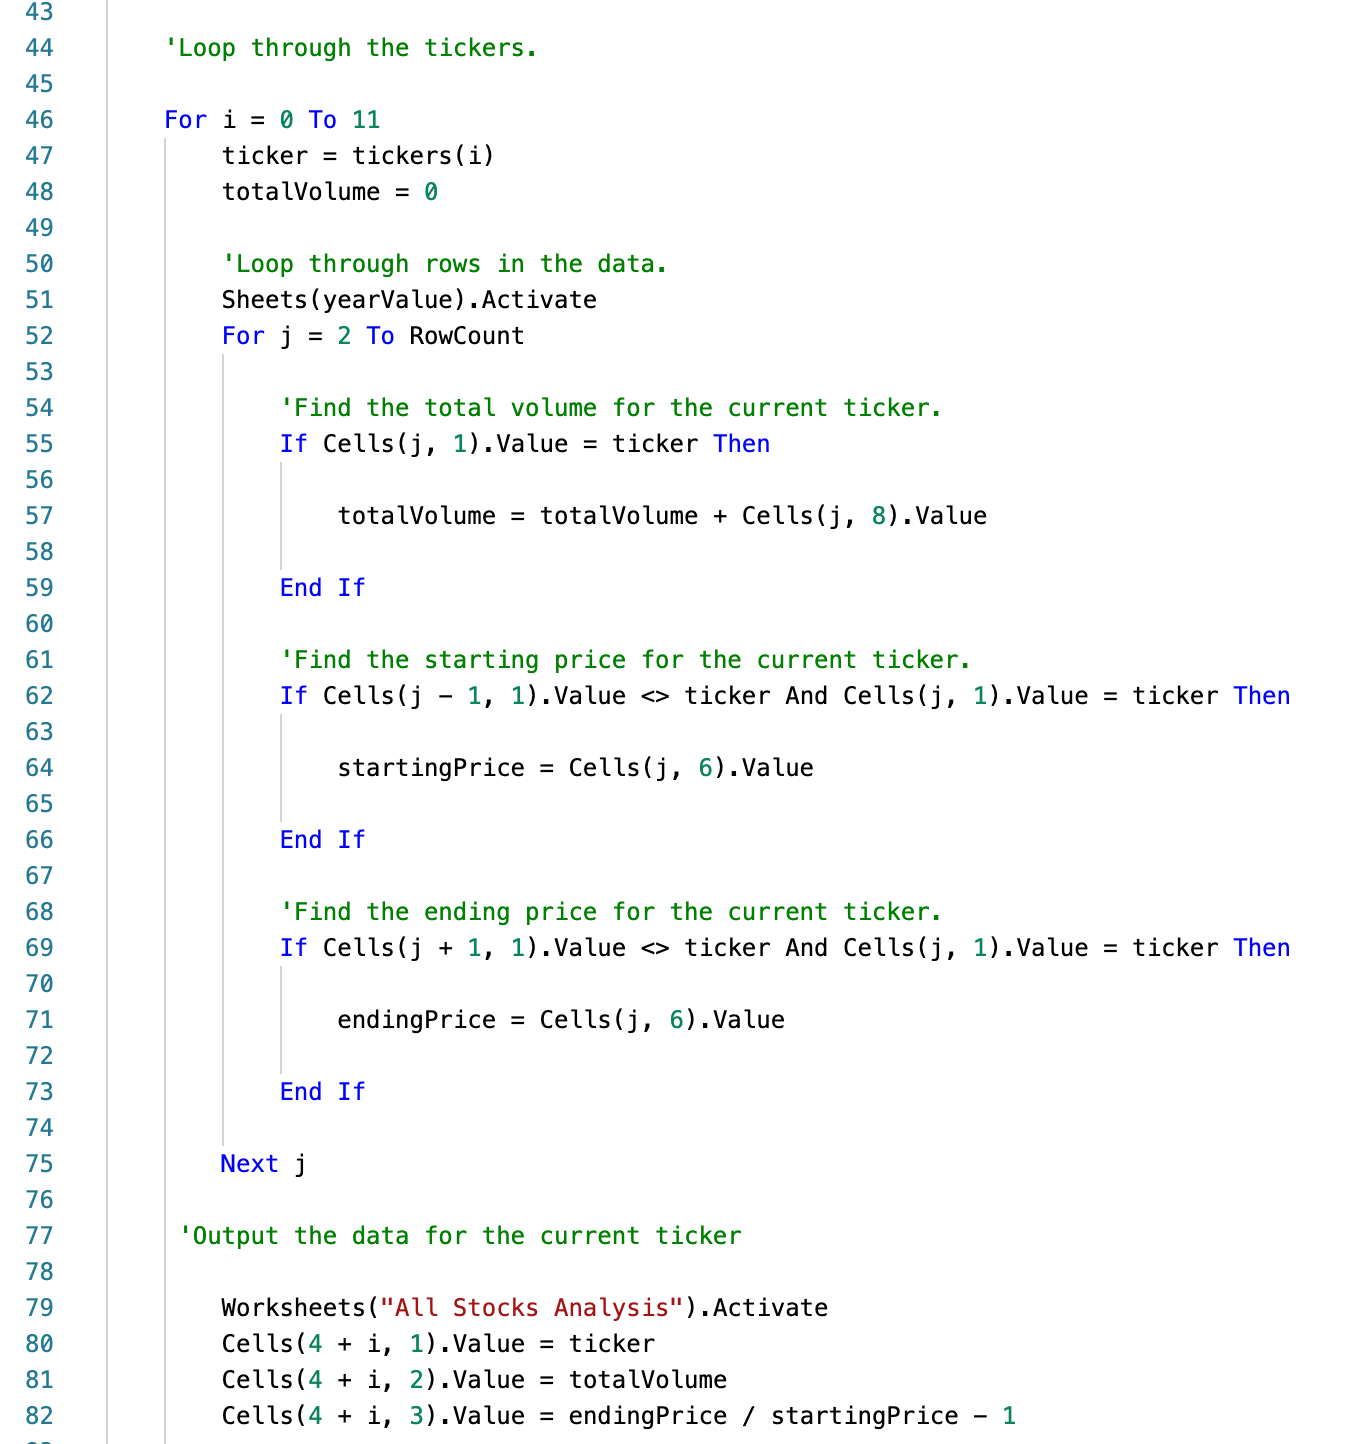 43
44 'Loop through the tickers.
45
46 For i = 0 To 11
47 ticker = tickers(i)
48 totalVolume = 0
49
50 'Loop through rows in the data.
51 Sheets(yearValue).Activate
52 For j = 2 To RowCount
53
54 'Find the total volume for the current ticker.
55 If Cells(j, 1).Value = ticker Then
56
57 totalVolume = totalVolume + Cells(j, 8).Value
58
59 End If
60
61 'Find the starting price for the current ticker.
62 If Cells(j - 1, 1).Value <> ticker And Cells(j, 1).Value = ticker Then
63
64 startingPrice = Cells(j, 6).Value
65
66 End If
67
68 'Find the ending price for the current ticker.
69 If Cells(j + 1, 1).Value <> ticker And Cells(j, 1).Value = ticker Then
70
71 endingPrice = Cells(j, 6).Value
72
73 End If
74
75 Next j
76
77 'Output the data for the current ticker
78
79 Worksheets("All Stocks Analysis").Activate
80 Cells(4 + i, 1).Value = ticker
81 Cells(4 + i, 2).Value = totalVolume
82 Cells(4 + i, 3).Value = endingPrice / startingPrice - 1